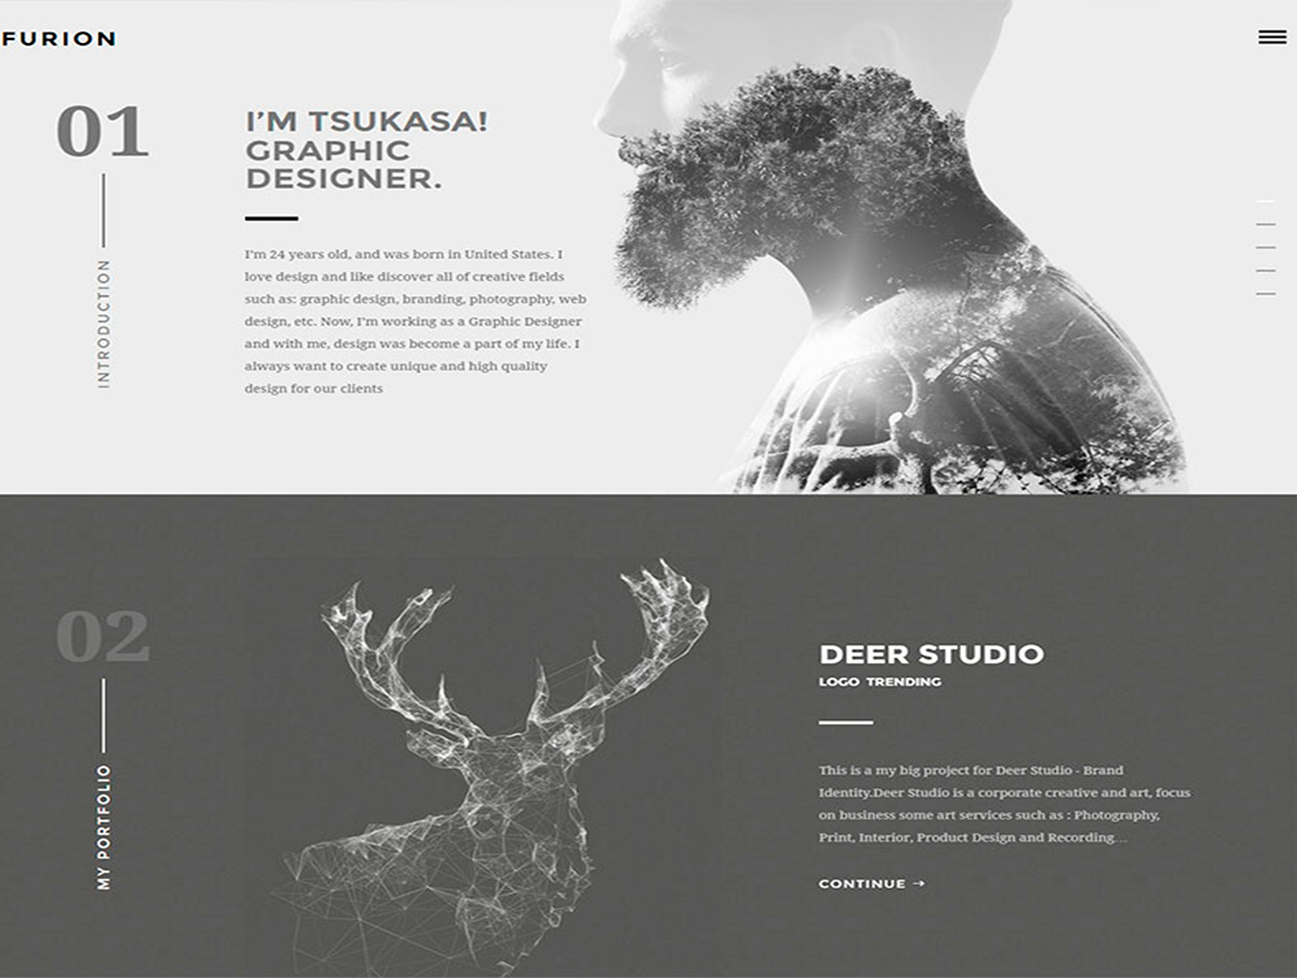 FURION
01
INTRODUCTION
I'M TSUKASA!
GRAPHIC
DESIGNER.
I'm 24 years old, and was born in United States. I
love design and like discover all of creative fields
such as: graphic design, branding, photography, web
design, etc. Now, I'm working as a Graphic Designer
and with me, design was become a part of my life. I
always want to create unique and high quality
design for our clients
02
MY PORTFOLIO
DEER STUDIO
LOGO TRENDING
This is a my big project for Deer Studio - Brand
Identity.Deer Studio is a corporate creative and art, focus
on business some art services such as : Photography,
Print, Interior, Product Design and Recording...
CONTINUE →